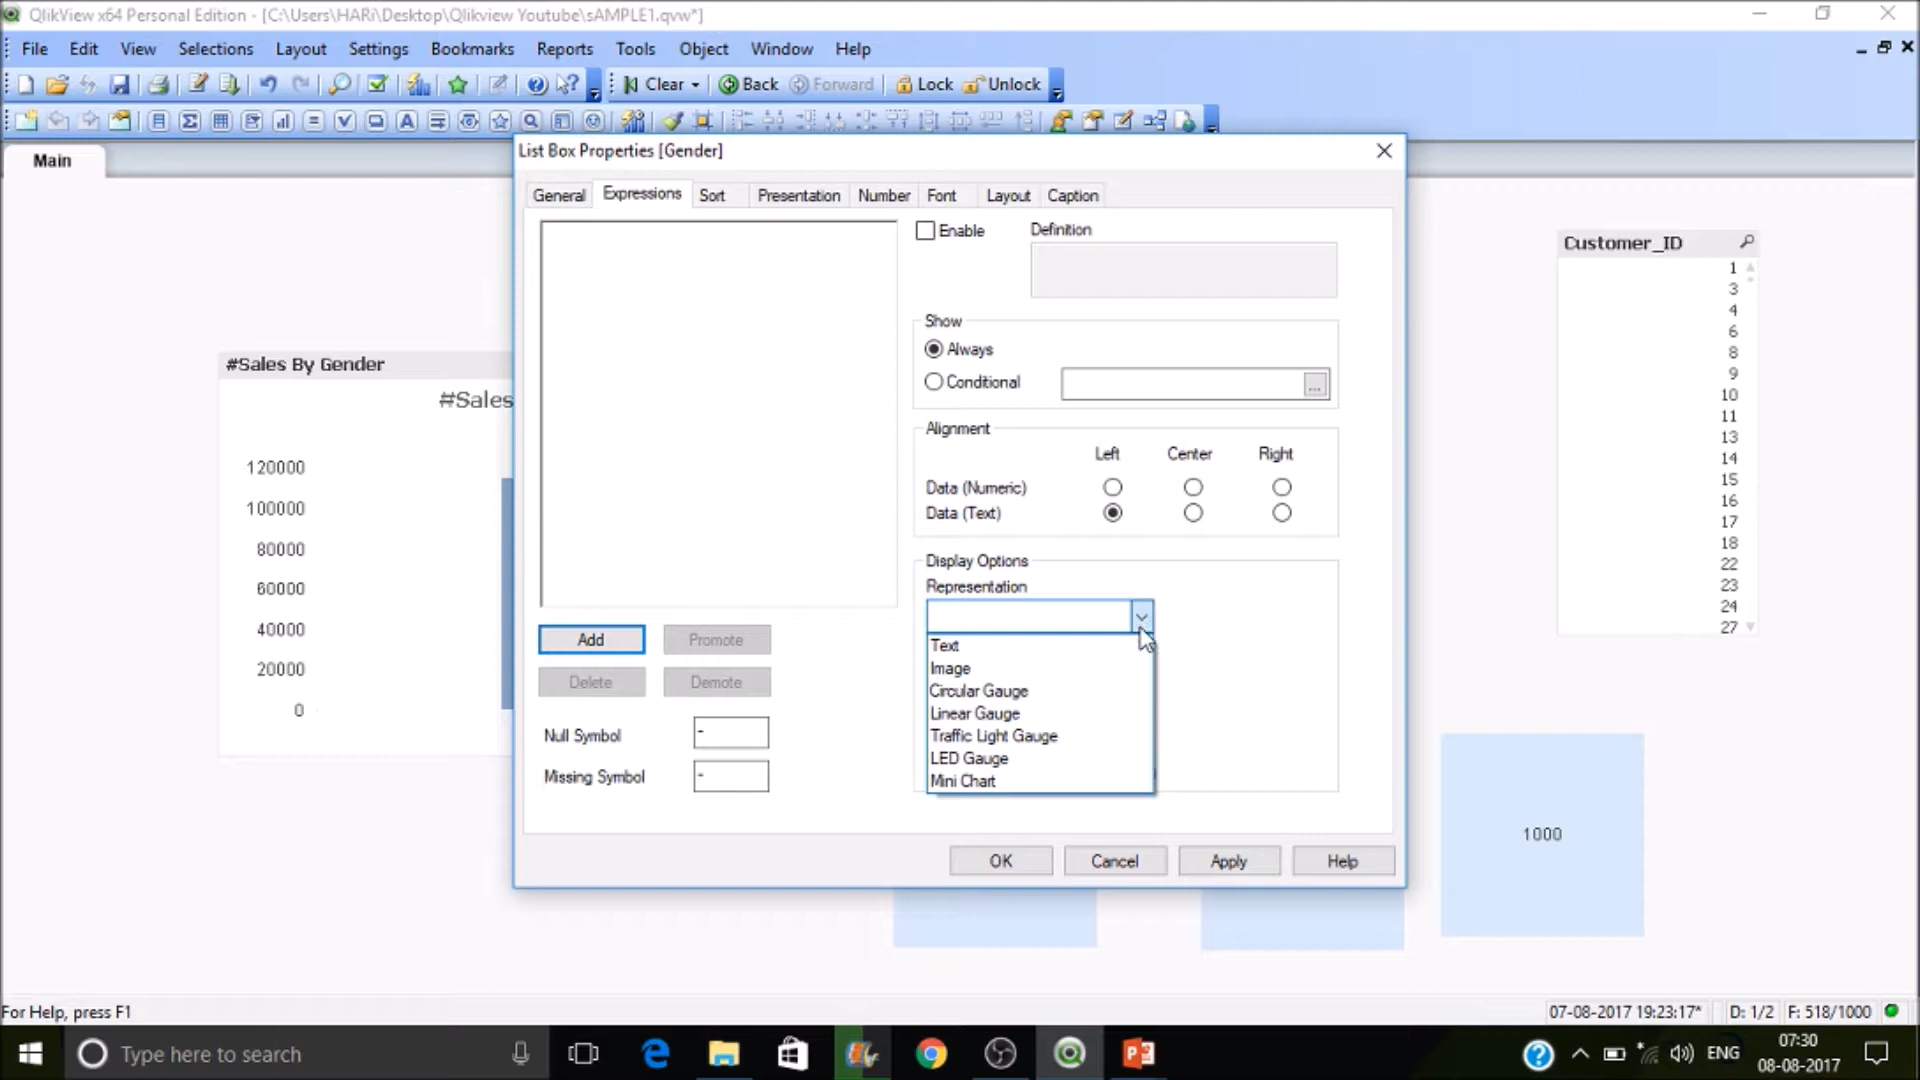 QlikView x64 Personal Edition - [C:\Users\HARi\Desktop\Qlikview Youtube\sAMPLE1.qvw*]
File Edit View Selections Layout Settings Bookmarks Reports Tools Object Window Help
Clear Back Forward Lock Unlock
Main
List Box Properties [Gender]
General Expressions Sort Presentation Number Font Layout Caption
Enable Definition
Show
Always
Conditional ...
Alignment
Left Center Right
Data (Numeric)
Data (Text)
Display Options
Representation
Text
Image
Circular Gauge
Linear Gauge
Traffic Light Gauge
LED Gauge
Mini Chart
Add Promote
Delete Demote
Null Symbol -
Missing Symbol -
OK Cancel Apply Help
#Sales By Gender
#Sales
120000
100000
80000
60000
40000
20000
0
Customer_ID
1
3
4
6
8
9
10
11
13
14
15
16
17
18
22
23
24
27
1000
For Help, press F1
07-08-2017 19:23:17* D: 1/2 F: 518/1000
Type here to search
ENG
07:30
08-08-2017